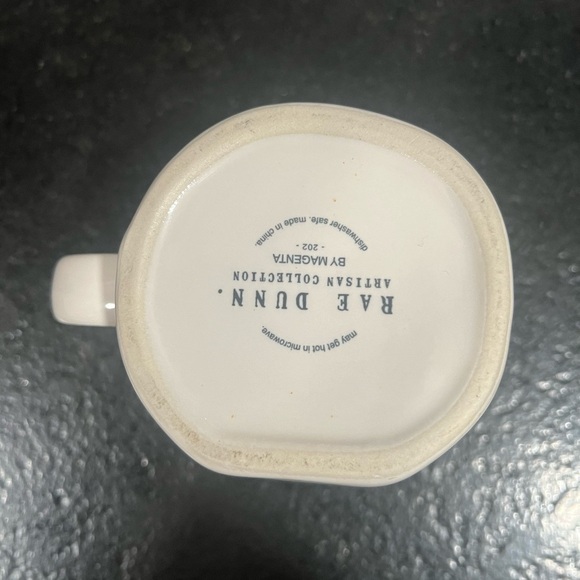 may get hot in microwave.
RAE DUNN.
ARTISAN COLLECTION
BY MAGENTA
- 202 -
dishwasher safe. made in china.